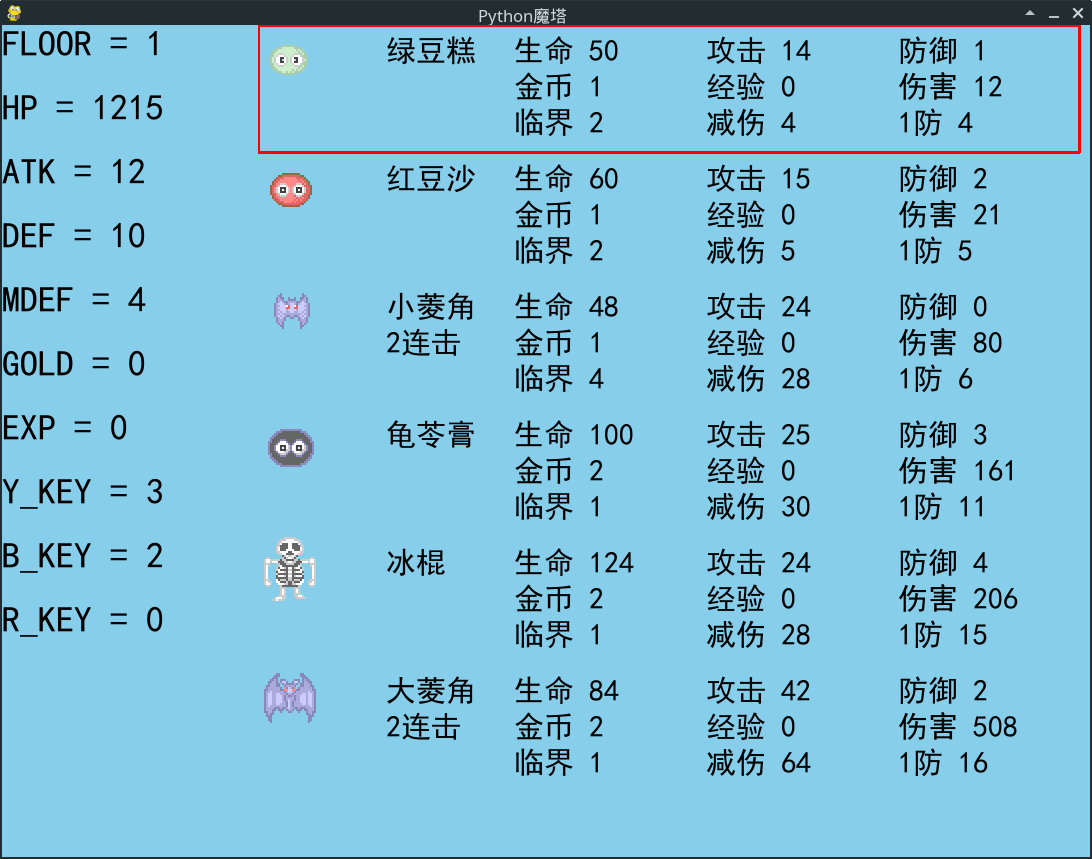 Python魔塔
FLOOR = 1
HP = 1215
ATK = 12
DEF = 10
MDEF = 4
GOLD = 0
EXP = 0
Y_KEY = 3
B_KEY = 2
R_KEY = 0
绿豆糕 生命 50 攻击 14 防御 1
金币 1 经验 0 伤害 12
临界 2 减伤 4 1防 4
红豆沙 生命 60 攻击 15 防御 2
金币 1 经验 0 伤害 21
临界 2 减伤 5 1防 5
小菱角 生命 48 攻击 24 防御 0
2连击 金币 1 经验 0 伤害 80
临界 4 减伤 28 1防 6
龟苓膏 生命 100 攻击 25 防御 3
金币 2 经验 0 伤害 161
临界 1 减伤 30 1防 11
冰棍 生命 124 攻击 24 防御 4
金币 2 经验 0 伤害 206
临界 1 减伤 28 1防 15
大菱角 生命 84 攻击 42 防御 2
2连击 金币 2 经验 0 伤害 508
临界 1 减伤 64 1防 16